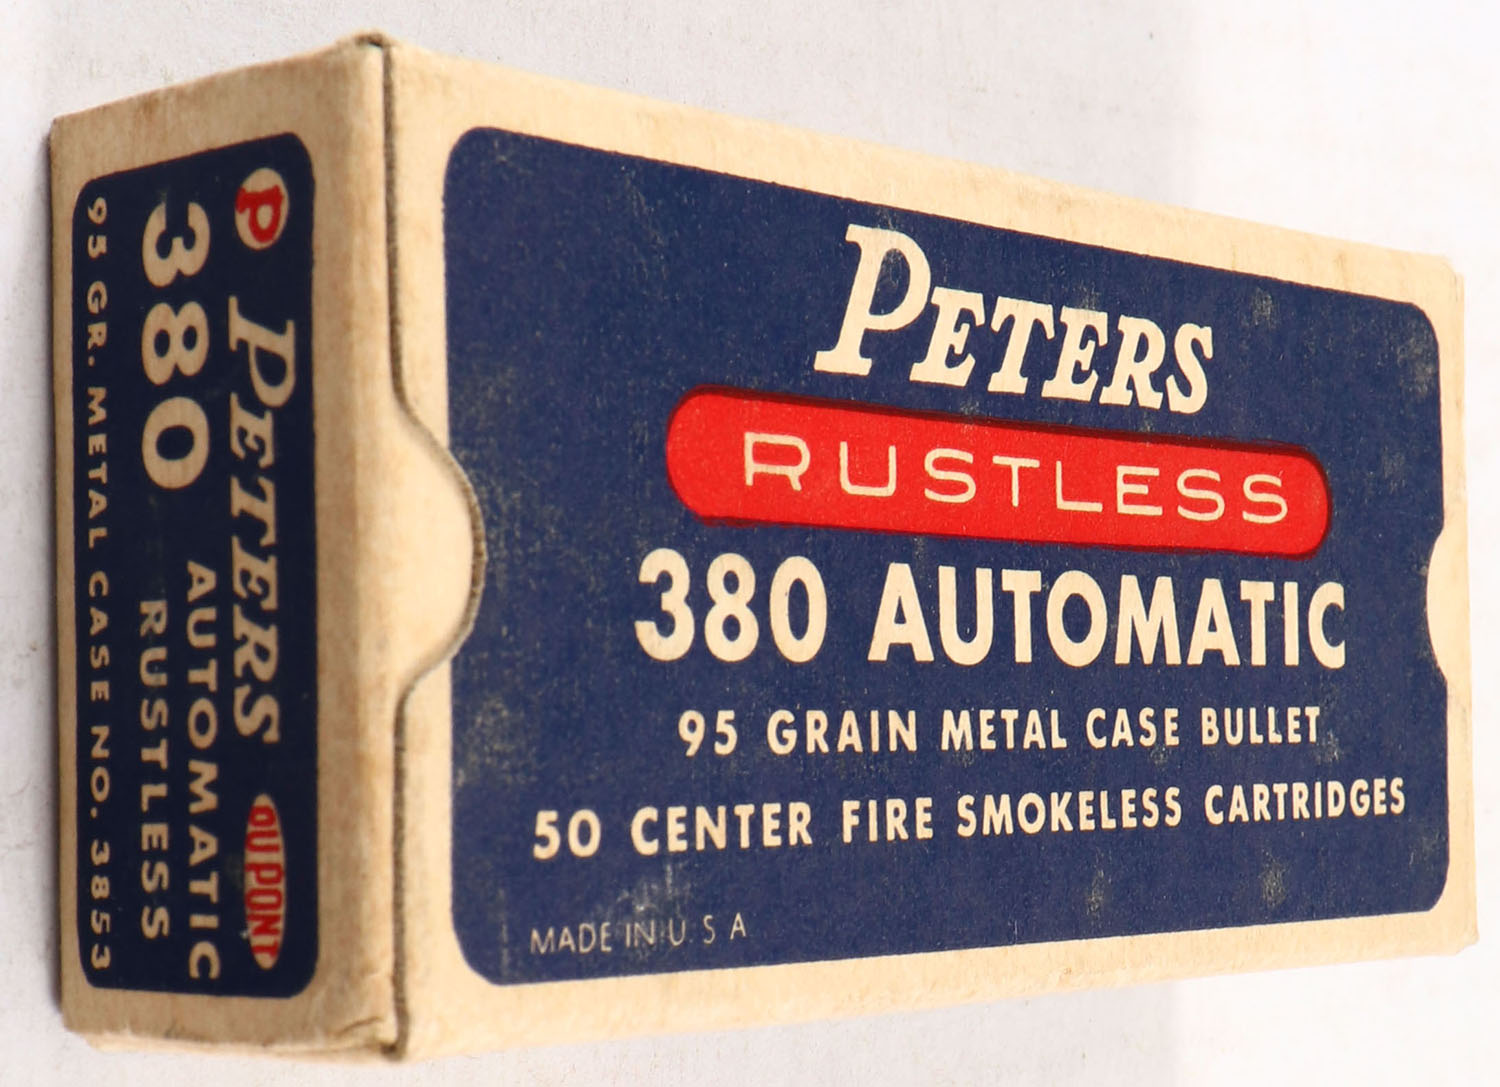 PETERS
RUSTLESS
380 AUTOMATIC
95 GRAIN METAL CASE BULLET
50 CENTER FIRE SMOKELESS CARTRIDGES
MADE IN U. S A
P PETERS DUPONT
380 AUTOMATIC
RUSTLESS
95 GR. METAL CASE NO. 3853